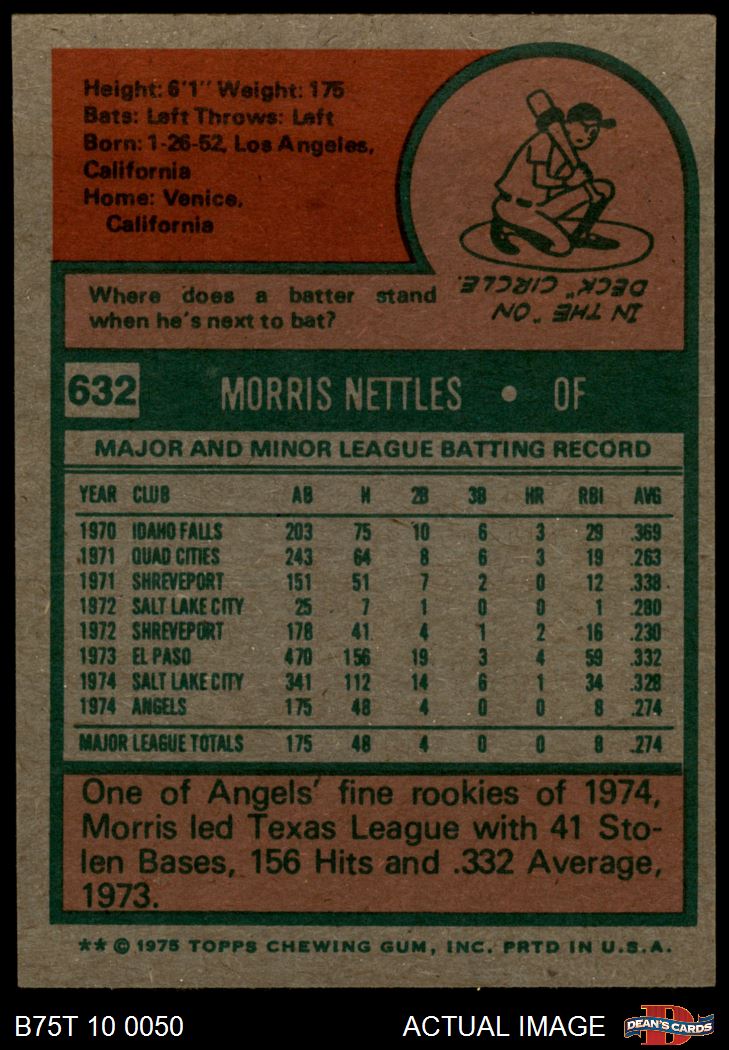 Height: 6'1" Weight: 175
Bats: Left Throws: Left
Born: 1-26-52, Los Angeles,
California
Home: Venice,
California
Where does a batter stand
when he's next to bat?
IN THE "ON
DECK" CIRCLE.
632 MORRIS NETTLES • OF
MAJOR AND MINOR LEAGUE BATTING RECORD
YEAR CLUB AB H 2B 3B HR RBI AVG
1970 IDAHO FALLS 203 75 10 6 3 29 .369
1971 QUAD CITIES 243 64 8 6 3 19 .263
1971 SHREVEPORT 151 51 7 2 0 12 .338
1972 SALT LAKE CITY 25 7 1 0 0 1 .280
1972 SHREVEPORT 178 41 4 1 2 16 .230
1973 EL PASO 470 156 19 3 4 59 .332
1974 SALT LAKE CITY 341 112 14 6 1 34 .328
1974 ANGELS 175 48 4 0 0 8 .274
MAJOR LEAGUE TOTALS 175 48 4 0 0 8 .274
One of Angels' fine rookies of 1974,
Morris led Texas League with 41 Sto-
len Bases, 156 Hits and .332 Average,
1973.
** © 1975 TOPPS CHEWING GUM, INC. PRTD IN U.S.A.
B75T 10 0050 ACTUAL IMAGE D DEAN'S CARDS